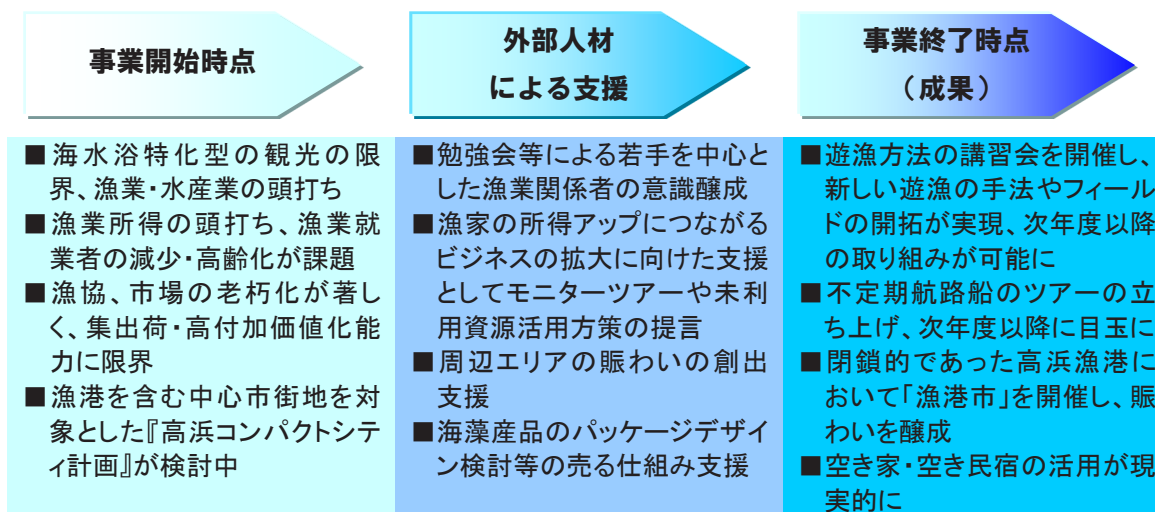 事業開始時点
外部人材
による支援
事業終了時点
（成果）
■海水浴特化型の観光の限
界、漁業・水産業の頭打ち
■漁業所得の頭打ち、漁業就
業者の減少・高齢化が課題
■漁協、市場の老朽化が著し
く、集出荷・高付加価値化能
力に限界
■漁港を含む中心市街地を対
象とした『高浜コンパクトシテ
ィ計画』が検討中
■勉強会等による若手を中心と
した漁業関係者の意識醸成
■漁家の所得アップにつながる
ビジネスの拡大に向けた支援
としてモニターツアーや未利
用資源活用方策の提言
■周辺エリアの賑わいの創出
支援
■海藻産品のパッケージデザイ
ン検討等の売る仕組み支援
■遊漁方法の講習会を開催し、
新しい遊漁の手法やフィール
ドの開拓が実現、次年度以降
の取り組みが可能に
■不定期航路船のツアーの立
ち上げ、次年度以降に目玉に
■閉鎖的であった高浜漁港に
おいて「漁港市」を開催し、賑
わいを醸成
■空き家・空き民宿の活用が現
実的に